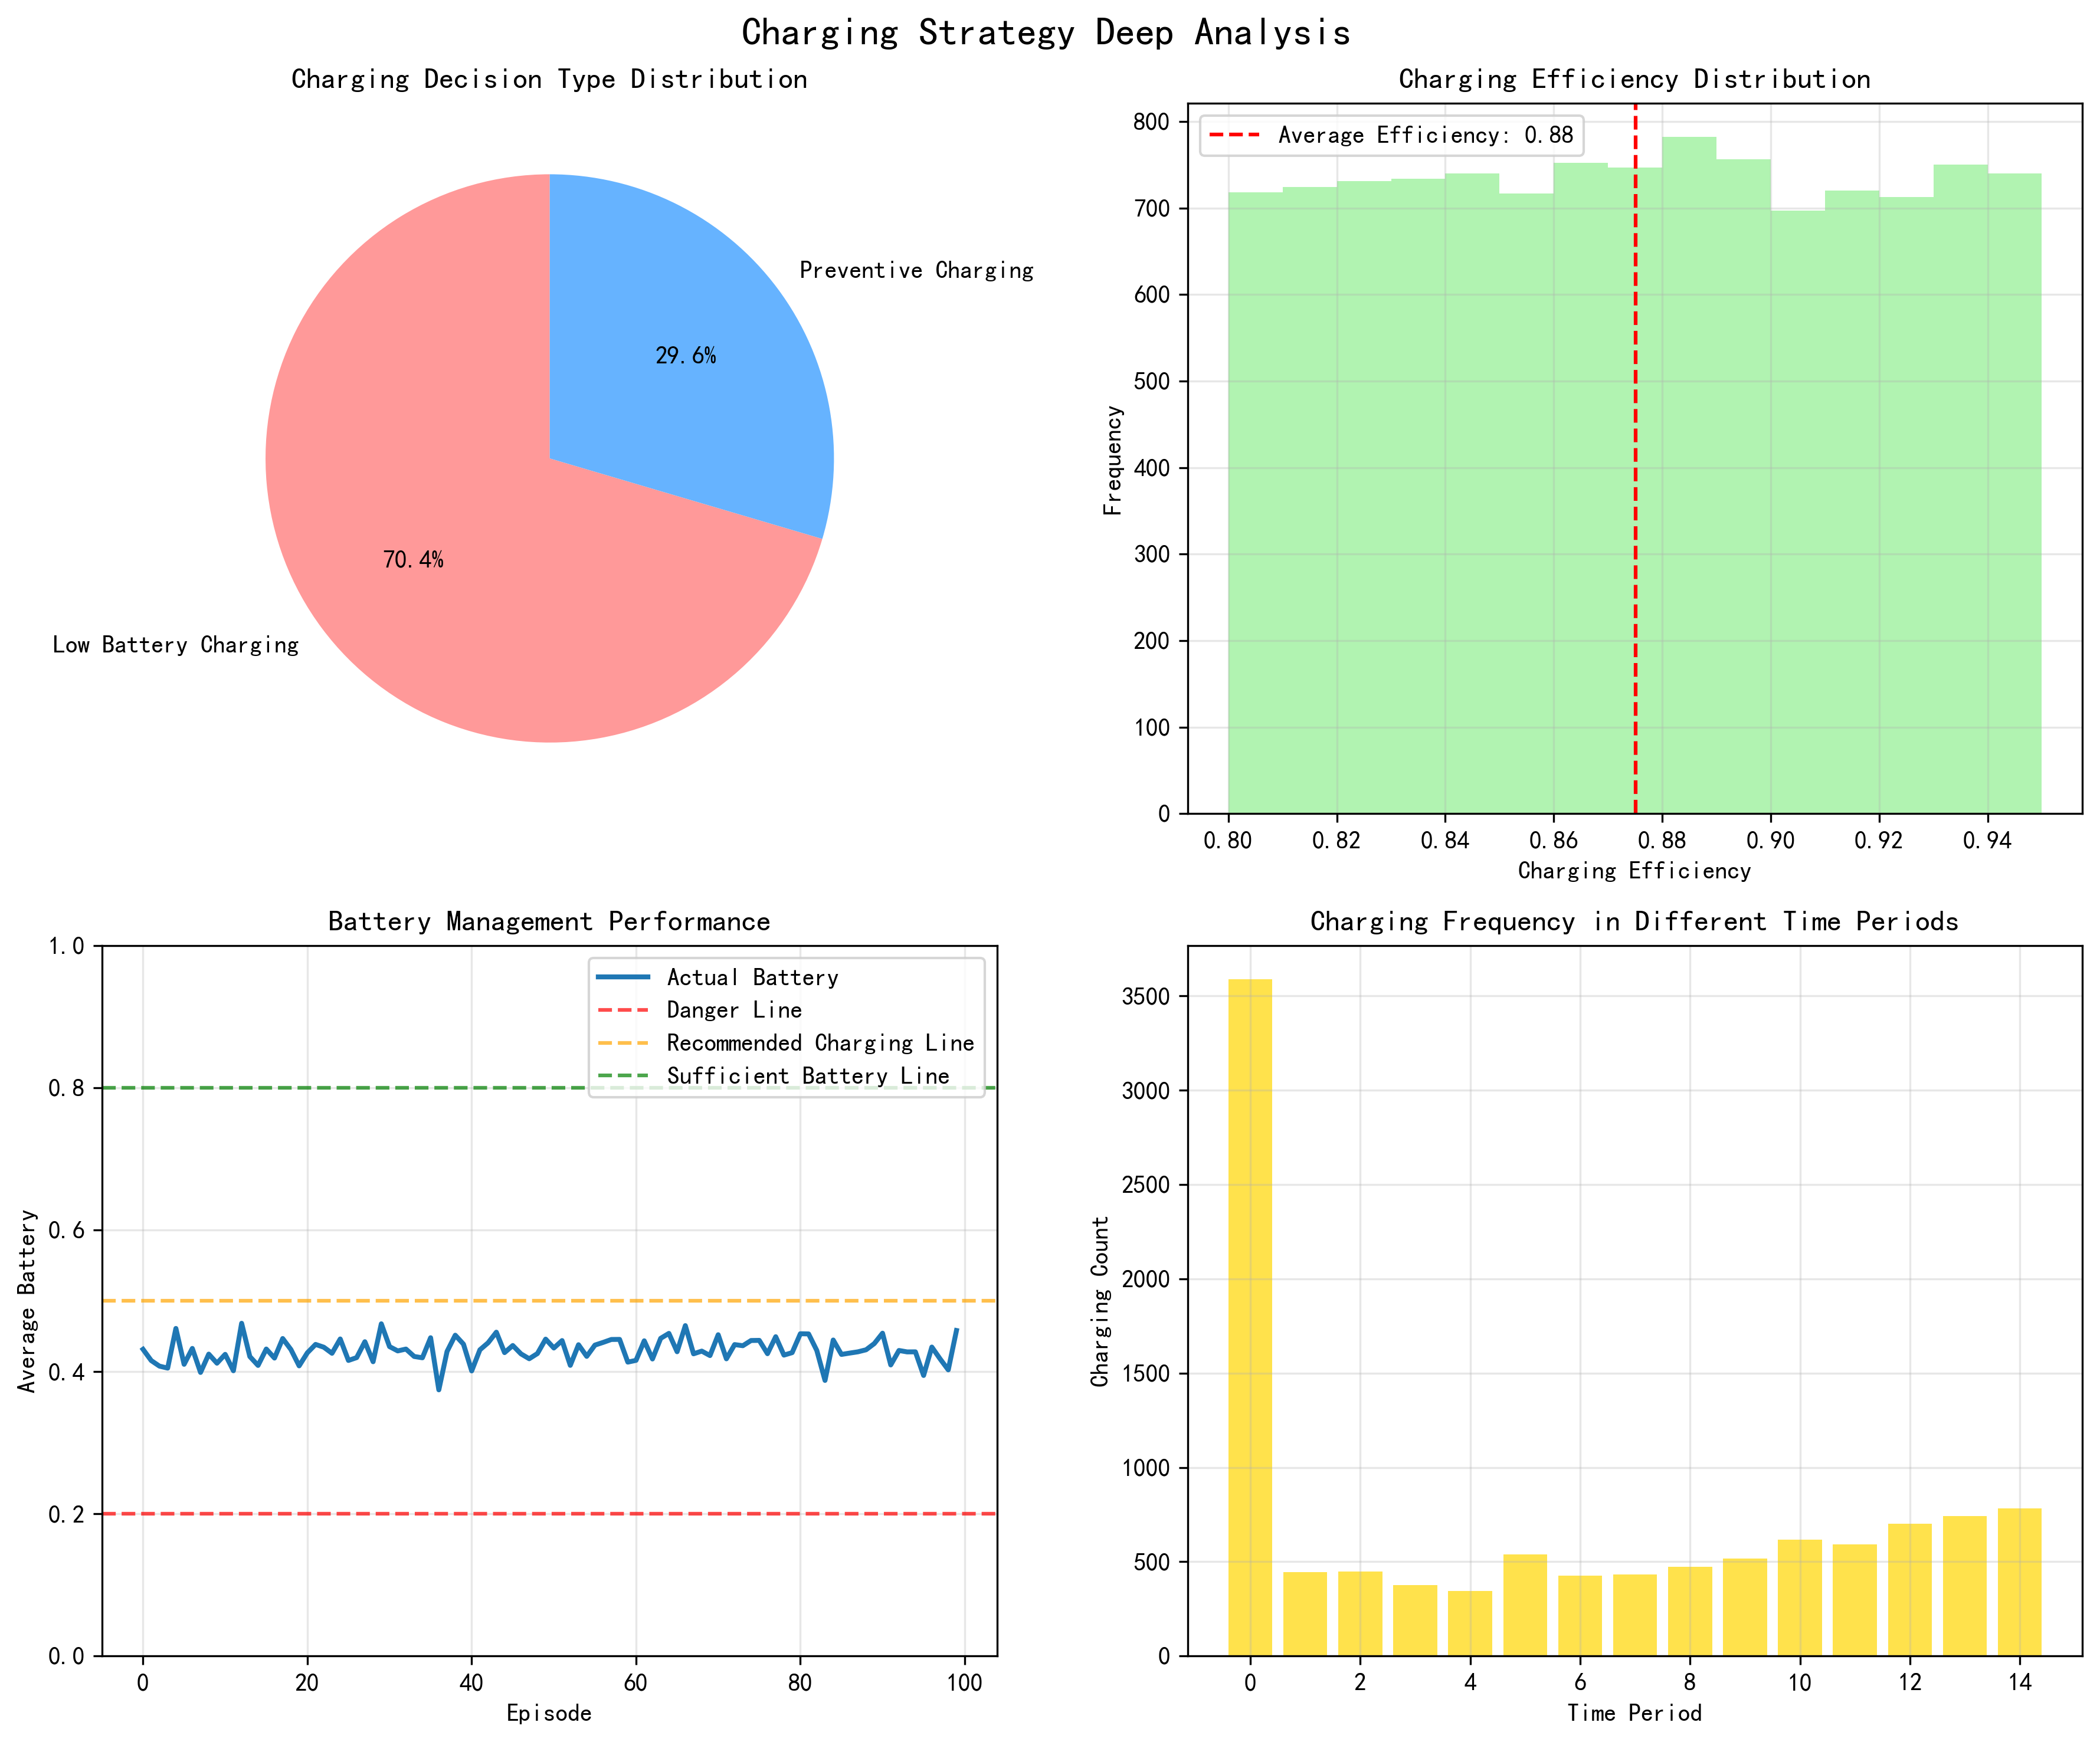 Charging Strategy Deep Analysis
Charging Decision Type Distribution
Preventive Charging
29.6%
70.4%
Low Battery Charging
Charging Efficiency Distribution
Average Efficiency: 0.88
800
700
600
500
400
300
200
100
0
Frequency
0.80 0.82 0.84 0.86 0.88 0.90 0.92 0.94
Charging Efficiency
Battery Management Performance
Actual Battery
Danger Line
Recommended Charging Line
Sufficient Battery Line
1.0
0.8
0.6
0.4
0.2
0.0
Average Battery
0 20 40 60 80 100
Episode
Charging Frequency in Different Time Periods
3500
3000
2500
2000
1500
1000
500
0
Charging Count
0 2 4 6 8 10 12 14
Time Period